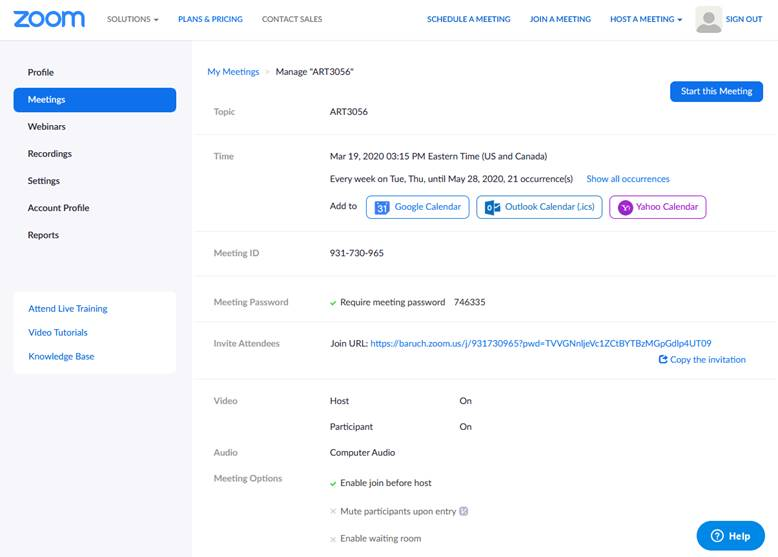 zoom
SOLUTIONS
PLANS & PRICING
CONTACT SALES
SCHEDULE A MEETING
JOIN A MEETING
HOST A MEETING
SIGN OUT
Profile
Meetings
Webinars
Recordings
Settings
Account Profile
Reports
Attend Live Training
Video Tutorials
Knowledge Base
My Meetings > Manage "ART3056"
Start this Meeting
Topic ART3056
Time Mar 19, 2020 03:15 PM Eastern Time (US and Canada)
Every week on Tue, Thu, until May 28, 2020, 21 occurrence(s) Show all occurrences
Add to 31 Google Calendar Outlook Calendar (.ics) Yahoo Calendar
Meeting ID 931-730-965
Meeting Password Require meeting password 746335
Invite Attendees Join URL: https://baruch.zoom.us/j/931730965?pwd=TVVGNnljeVc1ZCtBYTBzMGpGdlp4UT09
Copy the invitation
Video Host On
Participant On
Audio Computer Audio
Meeting Options Enable join before host
Mute participants upon entry
Enable waiting room
Help